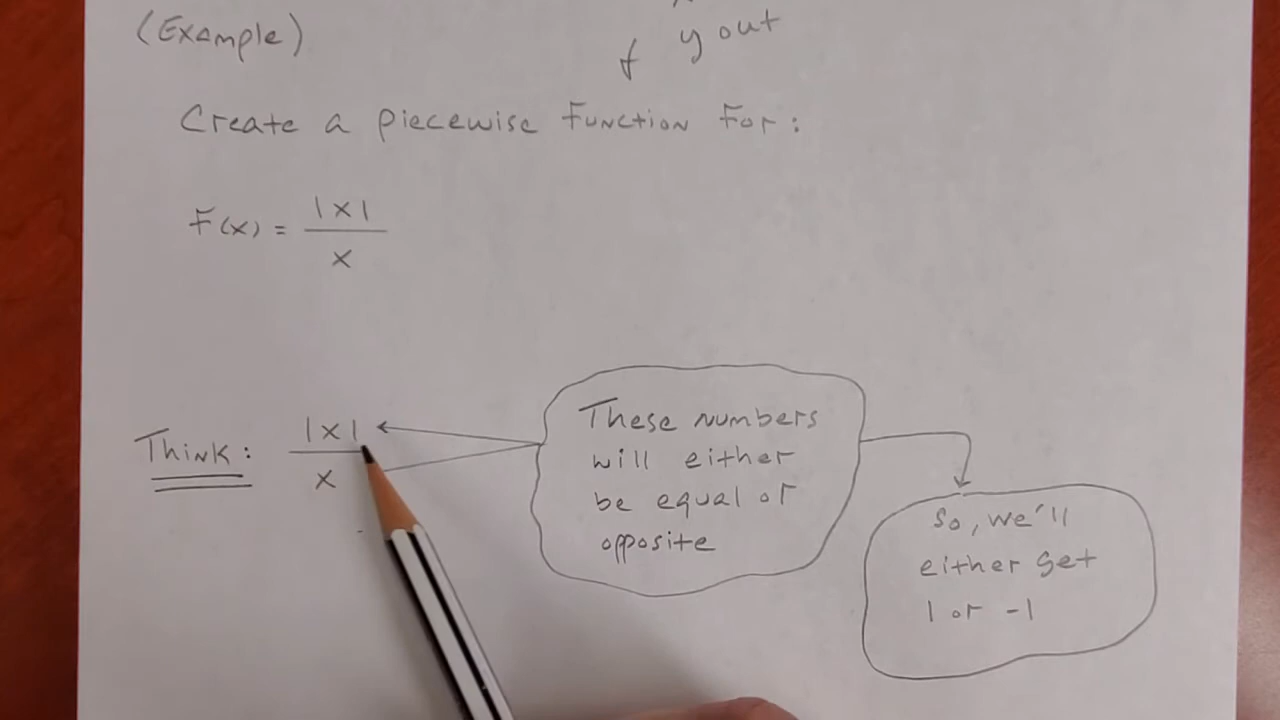 (Example)
y out
Create a piecewise function for:
F(x) = |x|
x
Think: |x|
x
These numbers
will either
be equal or
opposite
So, we'll
either get
1 or -1